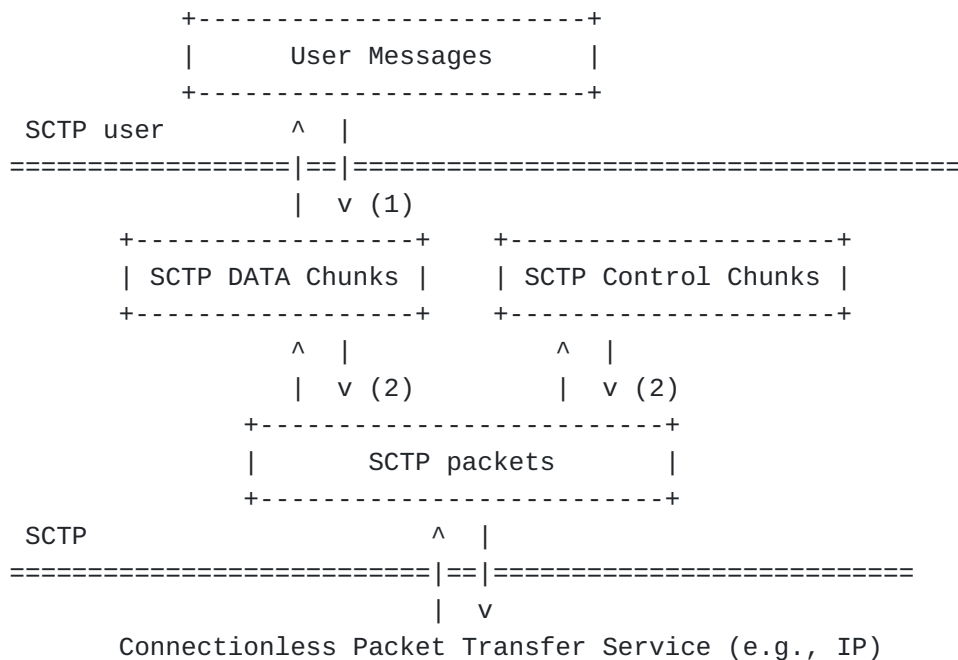 +-------------------------+
|      User Messages      |
+-------------------------+
SCTP user        ^  |
==================|==|=======================================
|  v (1)
+-------------------+    +---------------------+
| SCTP DATA Chunks |    | SCTP Control Chunks |
+-------------------+    +---------------------+
^  |             ^  |
|  v (2)         |  v (2)
+--------------------------+
|       SCTP packets       |
+--------------------------+
SCTP                      ^  |
===========================|==|===========================
|  v
Connectionless Packet Transfer Service (e.g., IP)